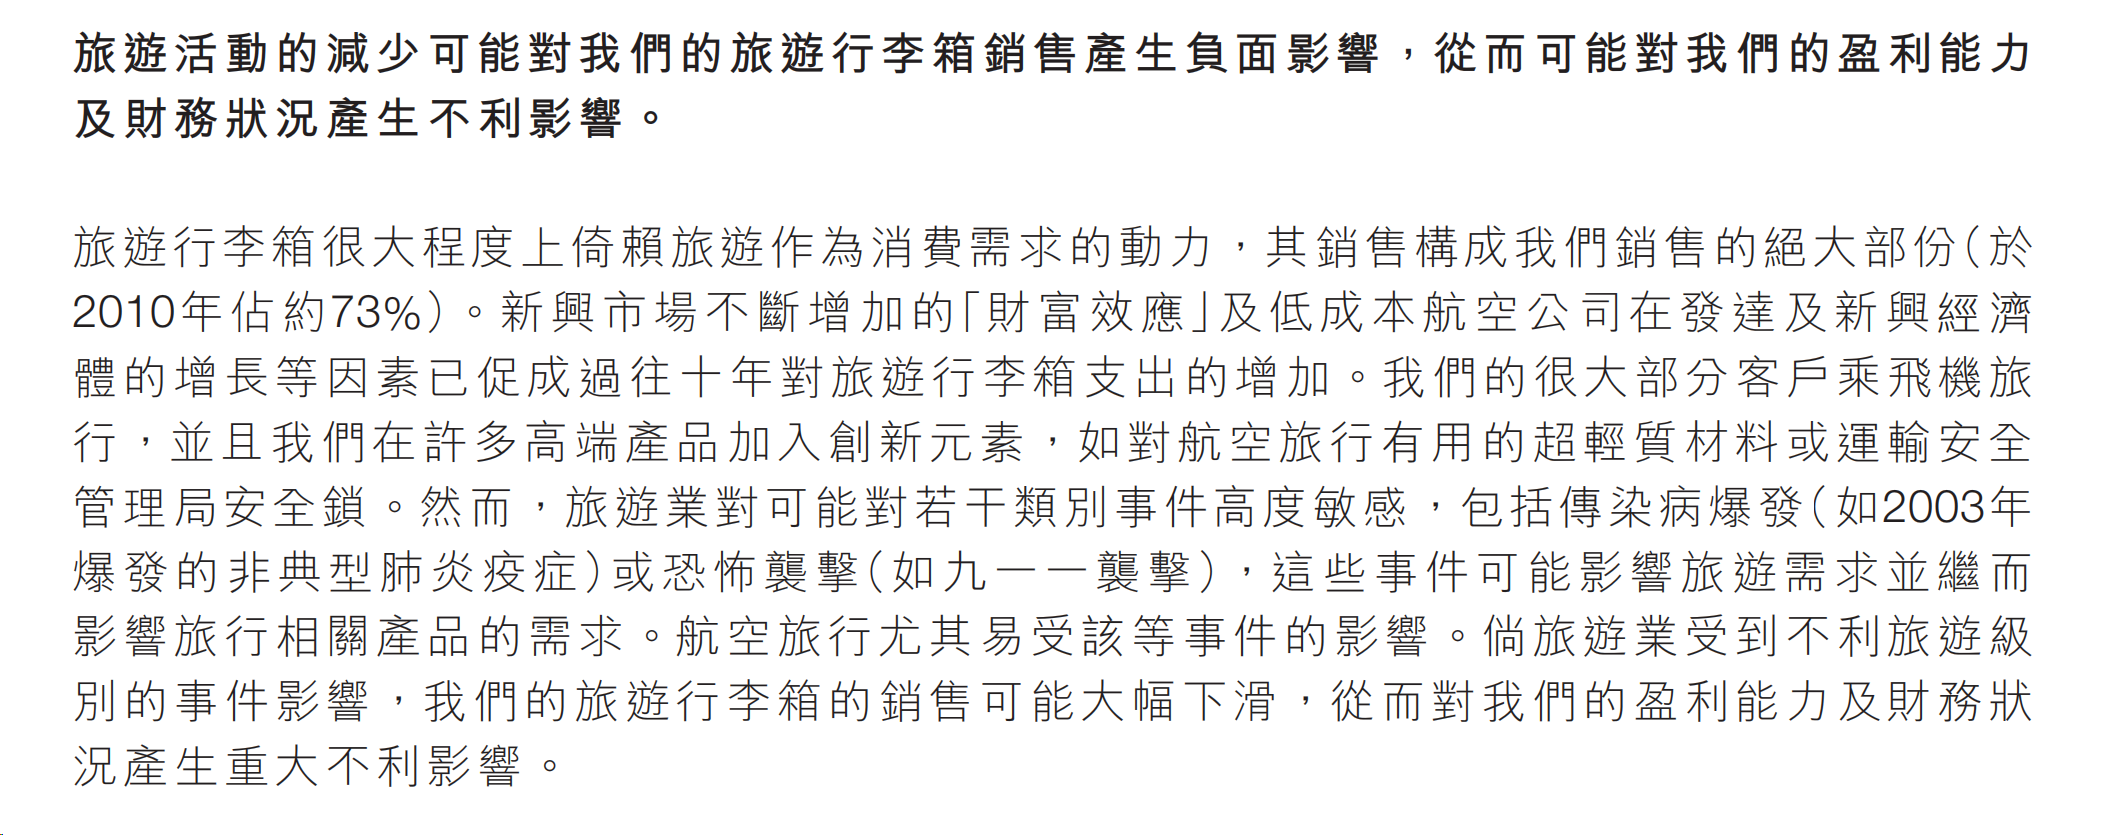 旅遊活動的減少可能對我們的旅遊行李箱銷售產生負面影響，從而可能對我們的盈利能力
及財務狀況產生不利影響。
旅遊行李箱很大程度上倚賴旅遊作為消費需求的動力，其銷售構成我們銷售的絕大部份(於
2010年佔約73%)。新興市場不斷增加的「財富效應」及低成本航空公司在發達及新興經濟
體的增長等因素已促成過往十年對旅遊行李箱支出的增加。我們的很大部分客戶乘飛機旅
行，並且我們在許多高端產品加入創新元素，如對航空旅行有用的超輕質材料或運輸安全
管理局安全鎖。然而，旅遊業對可能對若干類別事件高度敏感，包括傳染病爆發(如2003年
爆發的非典型肺炎疫症)或恐怖襲擊(如九一一襲擊)，這些事件可能影響旅遊需求並繼而
影響旅行相關產品的需求。航空旅行尤其易受該等事件的影響。倘旅遊業受到不利旅遊級
別的事件影響，我們的旅遊行李箱的銷售可能大幅下滑，從而對我們的盈利能力及財務狀
況產生重大不利影響。